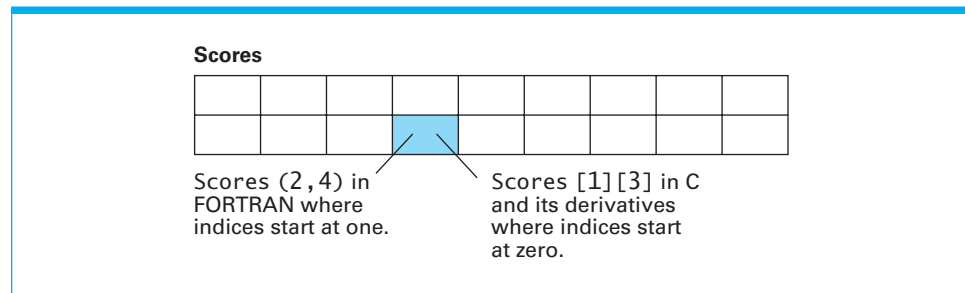 Scores
Scores (2,4) in
FORTRAN where
indices start at one.
Scores [1][3] in C
and its derivatives
where indices start
at zero.